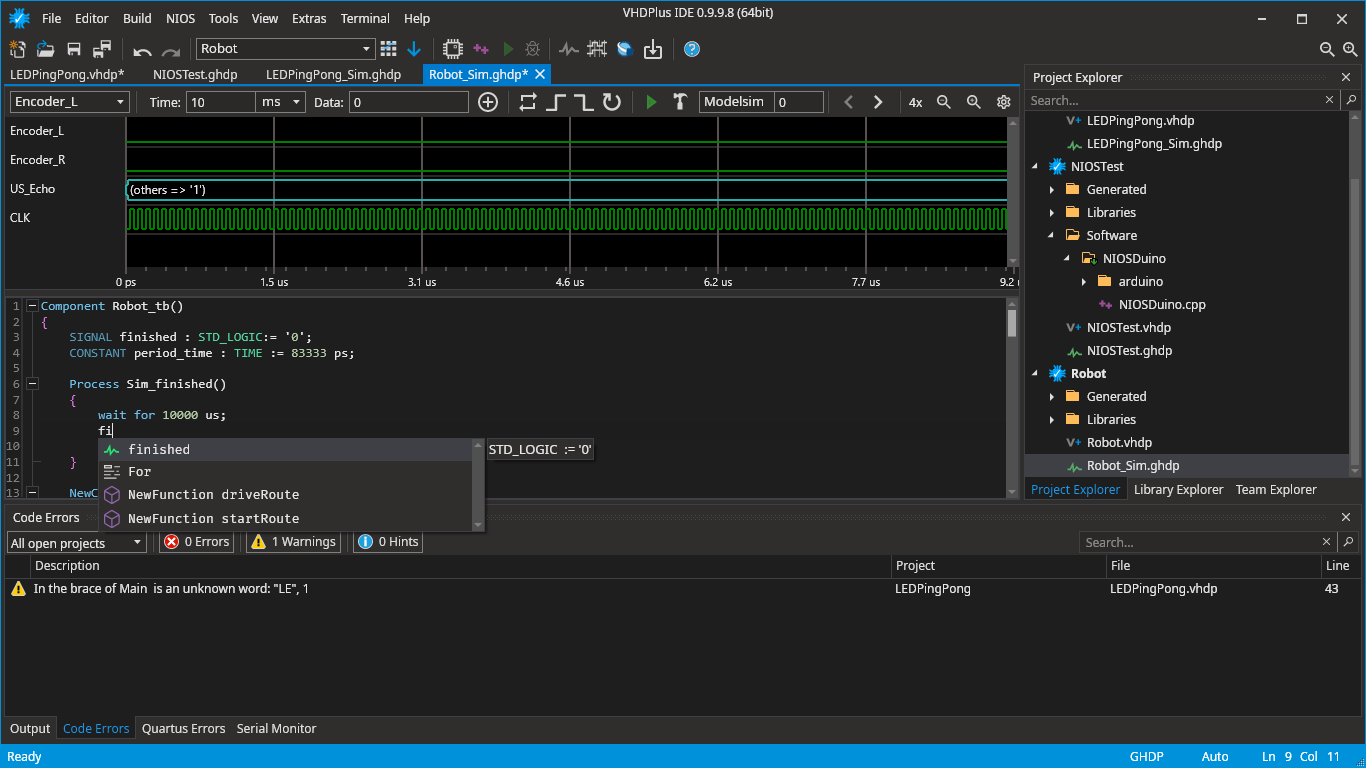 File Editor Build NIOS Tools View Extras Terminal Help
VHDPlus IDE 0.9.9.8 (64bit)
Robot
LEDPingPong.vhdp* NIOSTest.ghdp LEDPingPong_Sim.ghdp Robot_Sim.ghdp*
Encoder_L Time: 10 ms Data: 0 Modelsim 0 4x
Encoder_L
Encoder_R
US_Echo (others => '1')
CLK
0 ps 1.5 us 3.1 us 4.6 us 6.2 us 7.7 us 9.2 u
1 Component Robot_tb()
2 {
3 SIGNAL finished : STD_LOGIC:= '0';
4 CONSTANT period_time : TIME := 83333 ps;
5
6 Process Sim_finished()
7 {
8 wait for 10000 us;
9 fi
10
11 }
12
13 NewC
finished STD_LOGIC := '0'
For
NewFunction driveRoute
NewFunction startRoute
Project Explorer
Search...
V+ LEDPingPong.vhdp
LEDPingPong_Sim.ghdp
NIOSTest
Generated
Libraries
Software
NIOSDuino
arduino
NIOSDuino.cpp
V+ NIOSTest.vhdp
NIOSTest.ghdp
Robot
Generated
Libraries
V+ Robot.vhdp
Robot_Sim.ghdp
Project Explorer Library Explorer Team Explorer
Code Errors
All open projects 0 Errors 1 Warnings 0 Hints Search...
Description Project File Line
In the brace of Main is an unknown word: "LE", 1 LEDPingPong LEDPingPong.vhdp 43
Output Code Errors Quartus Errors Serial Monitor
Ready GHDP Auto Ln 9 Col 11